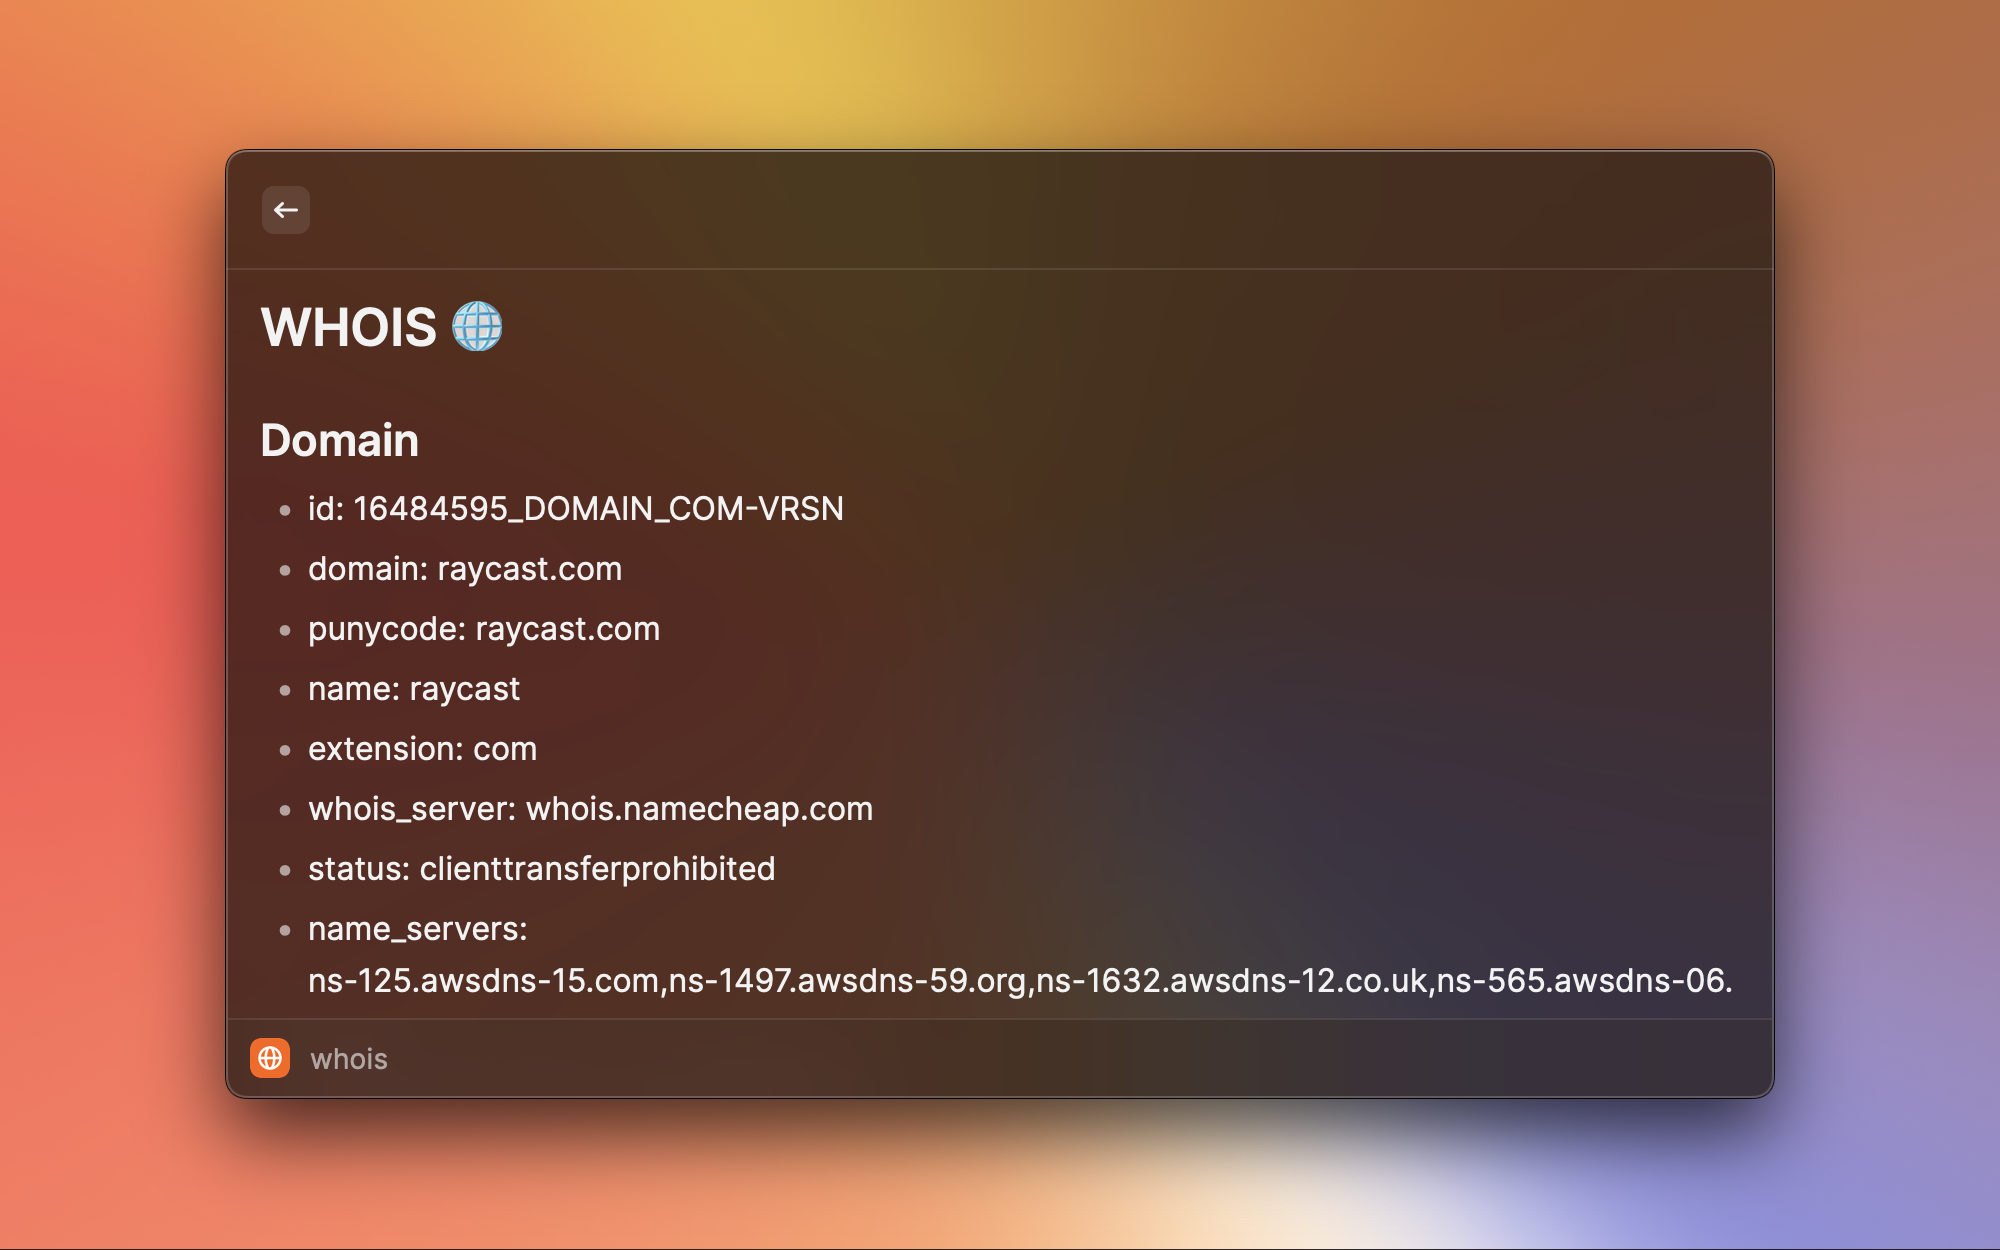 WHOIS 🌐
Domain
id: 16484595_DOMAIN_COM-VRSN
domain: raycast.com
punycode: raycast.com
name: raycast
extension: com
whois_server: whois.namecheap.com
status: clienttransferprohibited
name_servers:
ns-125.awsdns-15.com,ns-1497.awsdns-59.org,ns-1632.awsdns-12.co.uk,ns-565.awsdns-06.
whois